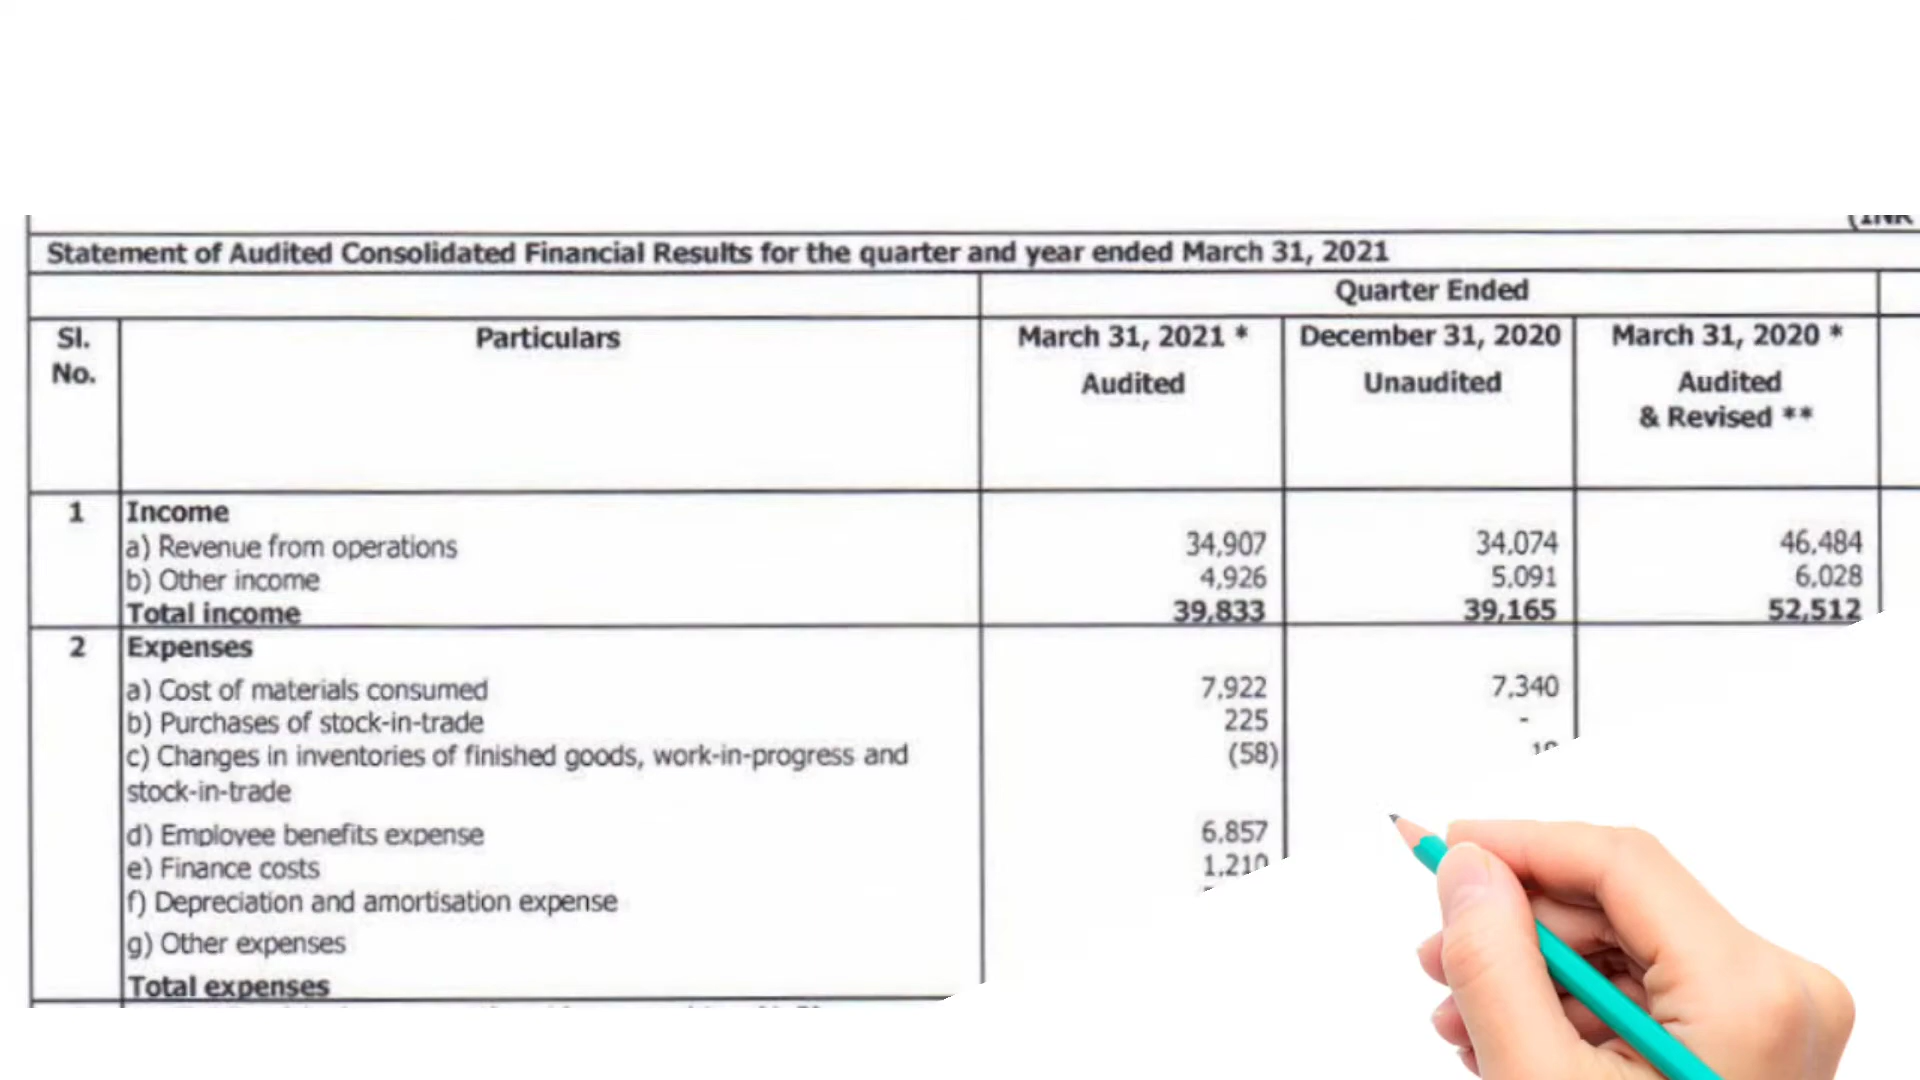 (INR
Statement of Audited Consolidated Financial Results for the quarter and year ended March 31, 2021
Quarter Ended
Sl. No. Particulars March 31, 2021 * December 31, 2020 March 31, 2020 *
Audited Unaudited Audited
& Revised **
1 Income
a) Revenue from operations 34,907 34,074 46,484
b) Other income 4,926 5,091 6,028
Total income 39,833 39,165 52,512
2 Expenses
a) Cost of materials consumed 7,922 7,340
b) Purchases of stock-in-trade 225 -
c) Changes in inventories of finished goods, work-in-progress and (58)
stock-in-trade
d) Employee benefits expense 6,857
e) Finance costs 1,210
f) Depreciation and amortisation expense
g) Other expenses
Total expenses